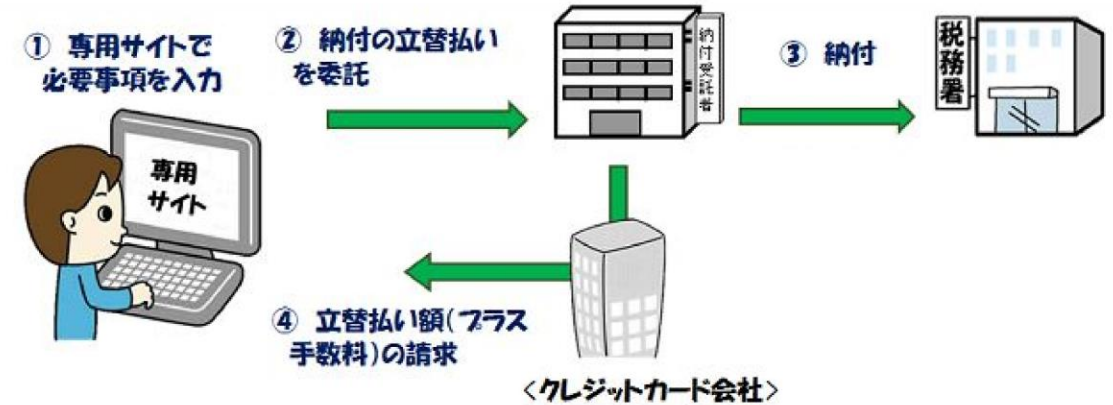 ① 専用サイトで
必要事項を入力
② 納付の立替払い
を委託
納付受託者
③ 納付
税務署
専用
サイト
④ 立替払い額(プラス
手数料)の請求
<クレジットカード会社>